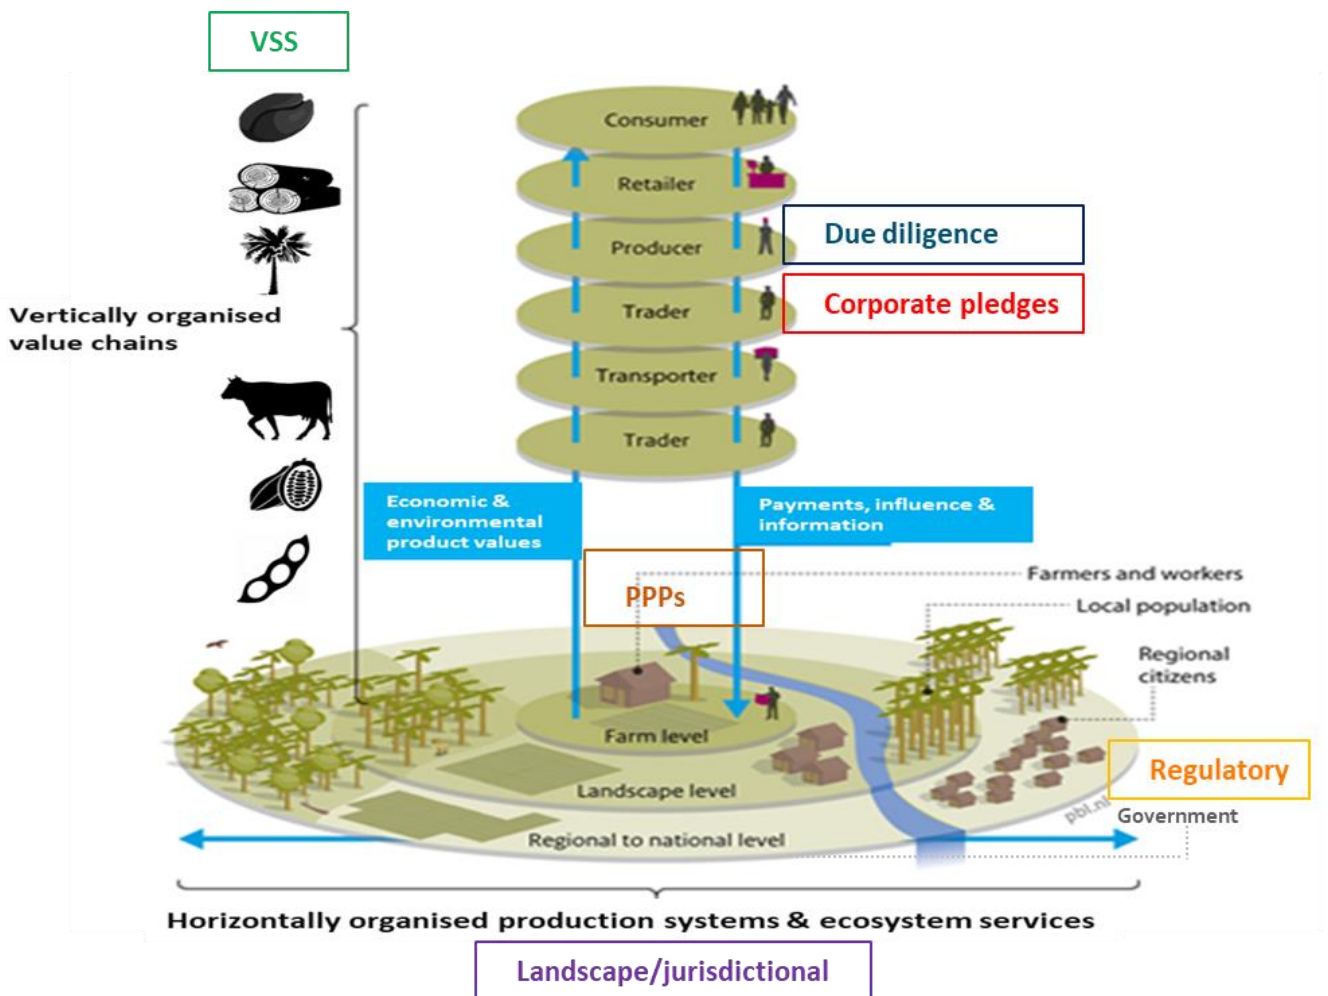 VSS
Consumer
Retailer
Producer
Due diligence
Trader
Corporate pledges
Vertically organised
value chains
Transporter
Trader
Economic &
environmental
product values
Payments, influence &
information
PPPs
Farmers and workers
Local population
Regional
citizens
Farm level
Regulatory
Landscape level
pbl.nl
Government
Regional to national level
Horizontally organised production systems & ecosystem services
Landscape/jurisdictional